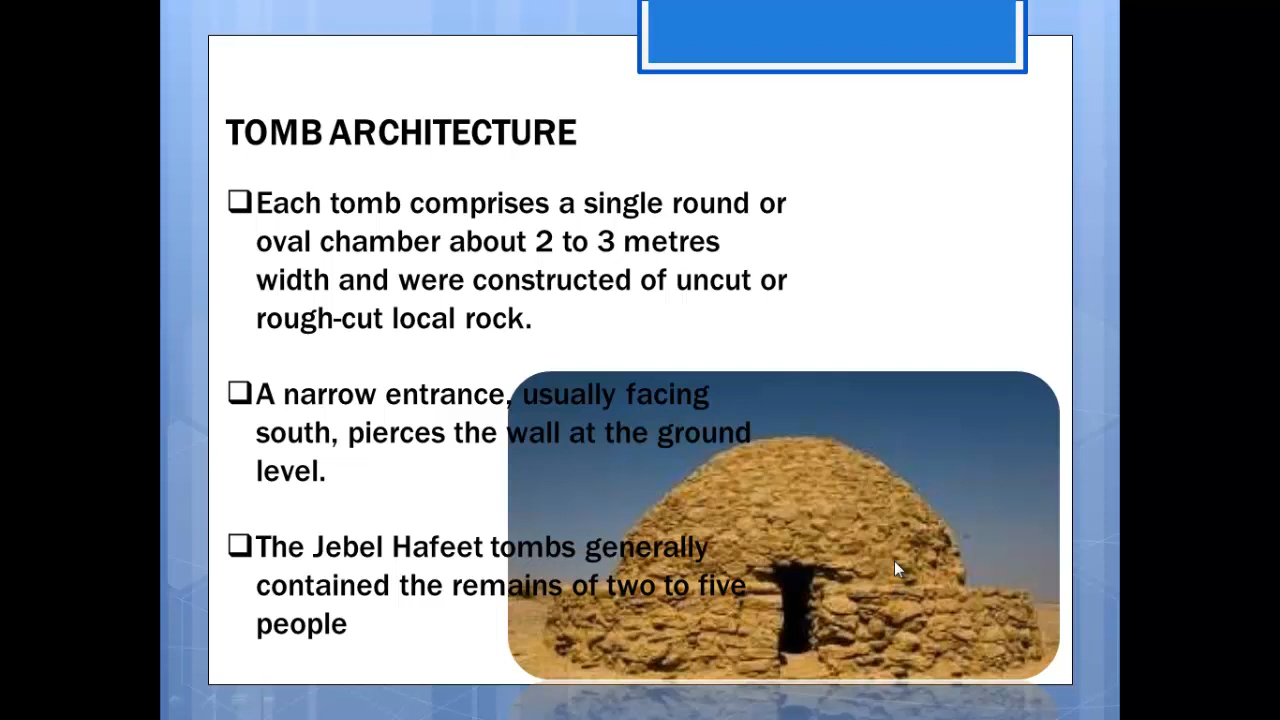 TOMB ARCHITECTURE
Each tomb comprises a single round or
oval chamber about 2 to 3 metres
width and were constructed of uncut or
rough-cut local rock.
A narrow entrance, usually facing
south, pierces the wall at the ground
level.
The Jebel Hafeet tombs generally
contained the remains of two to five
people